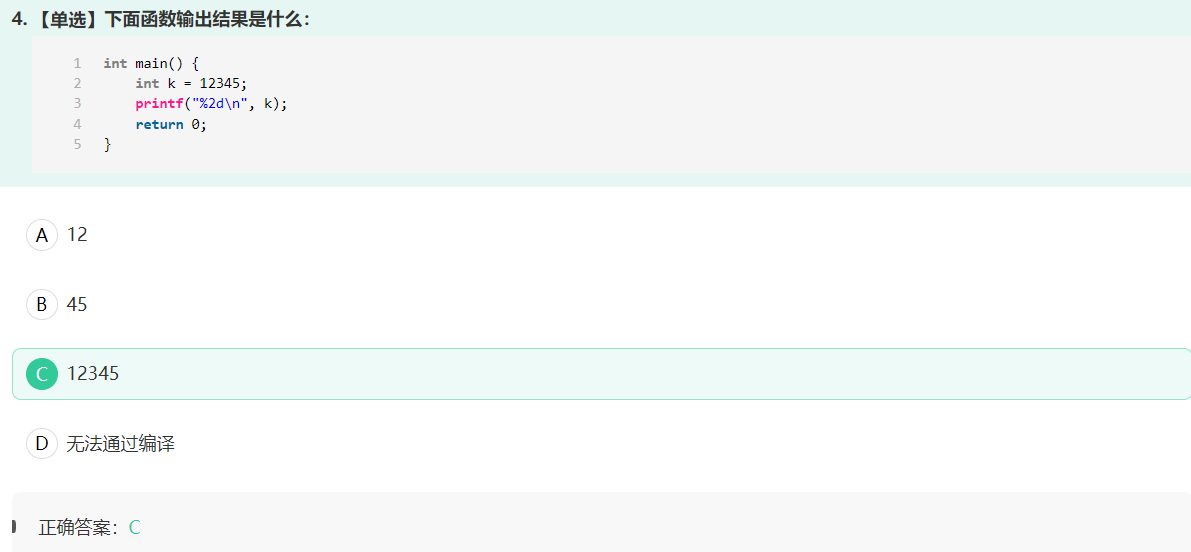 4.【单选】下面函数输出结果是什么：
1 int main() {
2     int k = 12345;
3     printf("%2d\n", k);
4     return 0;
5 }
A 12
B 45
C 12345
D 无法通过编译
正确答案：C